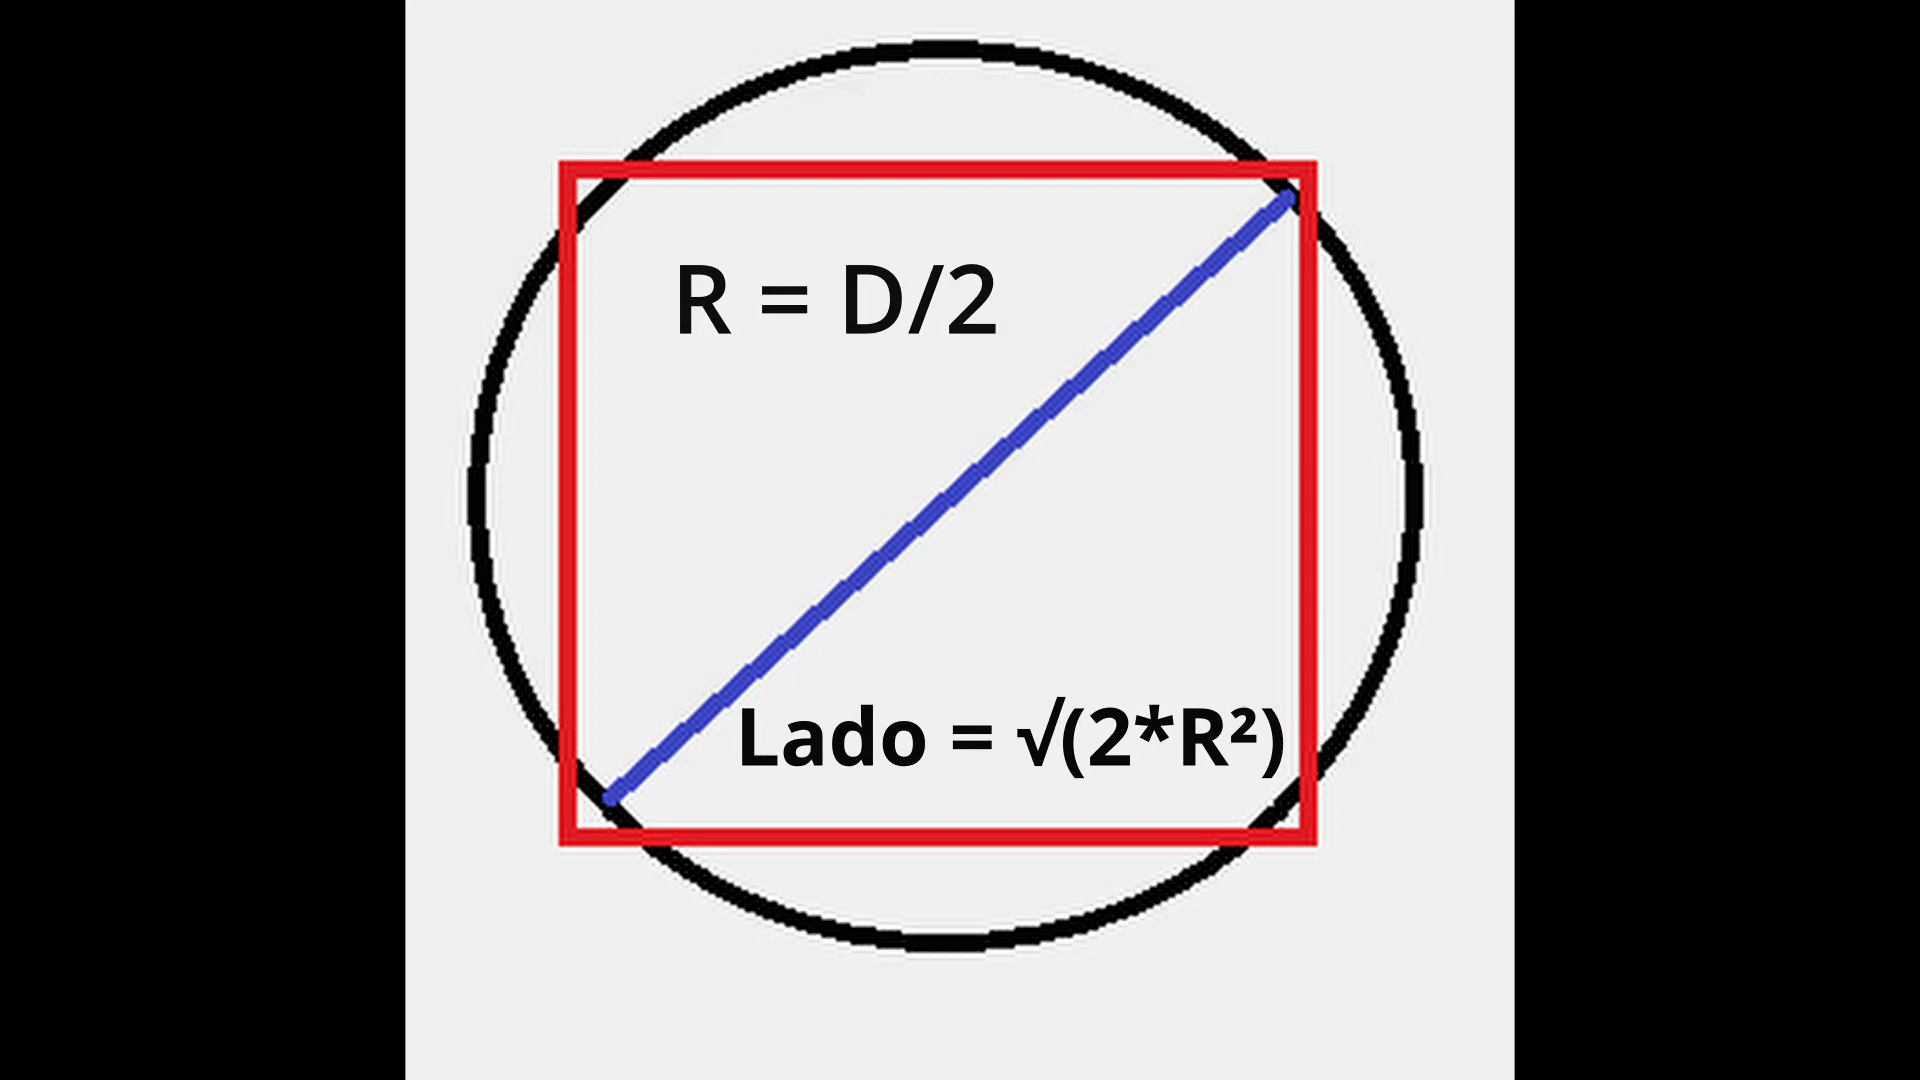 R = D/2
Lado = √(2*R²)